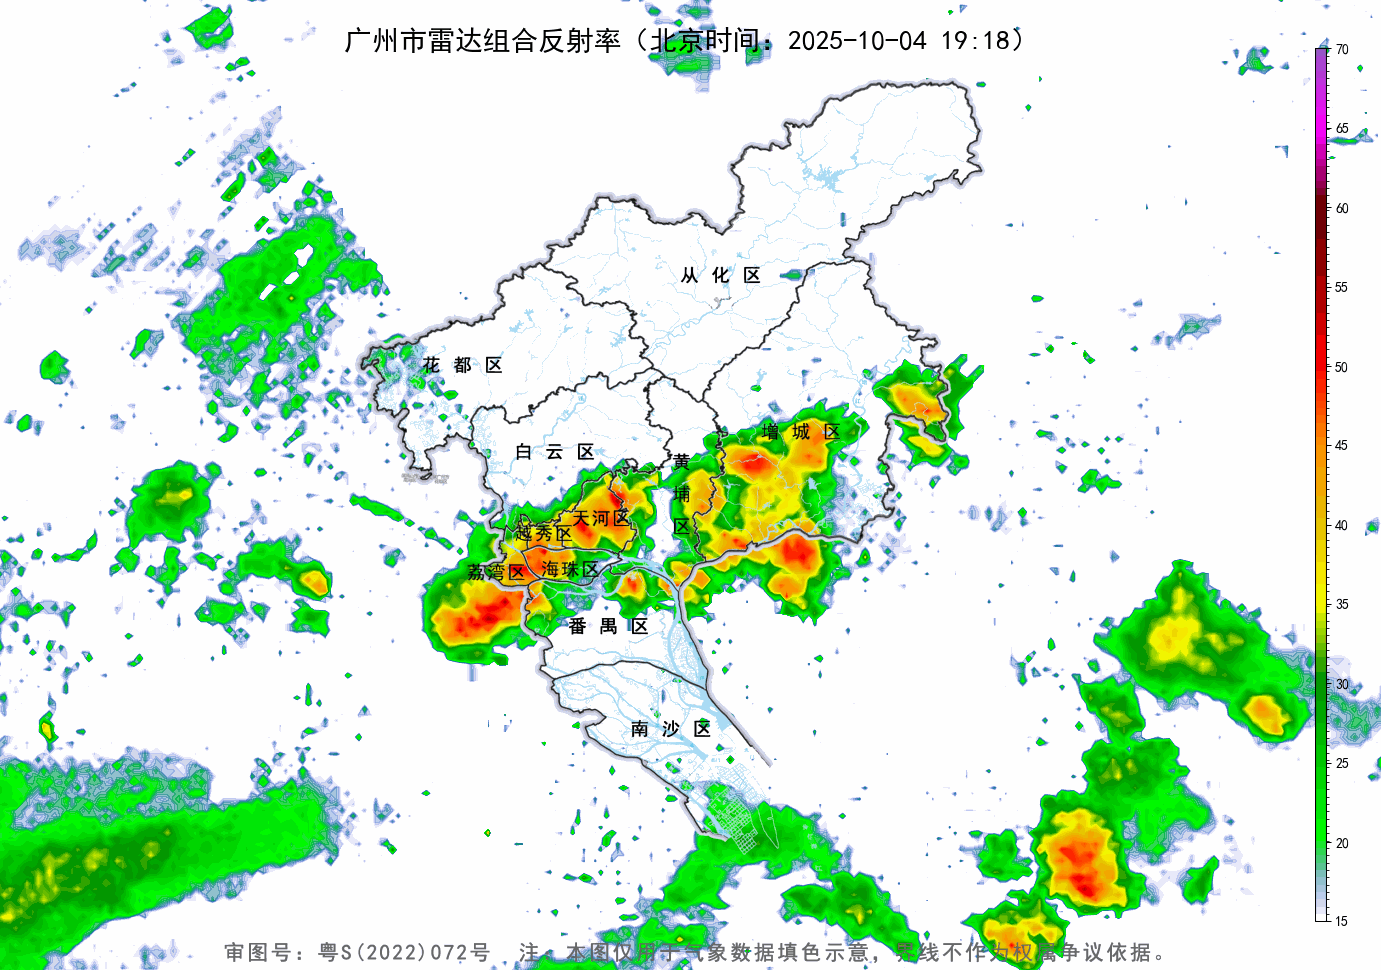 广州市雷达组合反射率（北京时间：2025-10-04 19:18）
70
65
60
55
50
45
40
35
30
25
20
15
从化区
花都区
增城区
白云区
黄埔区
天河区
越秀区
海珠区
荔湾区
番禺区
南沙区
审图号：粤S(2022)072号 注：本图仅用于气象数据填色示意，界线不作为权属争议依据。